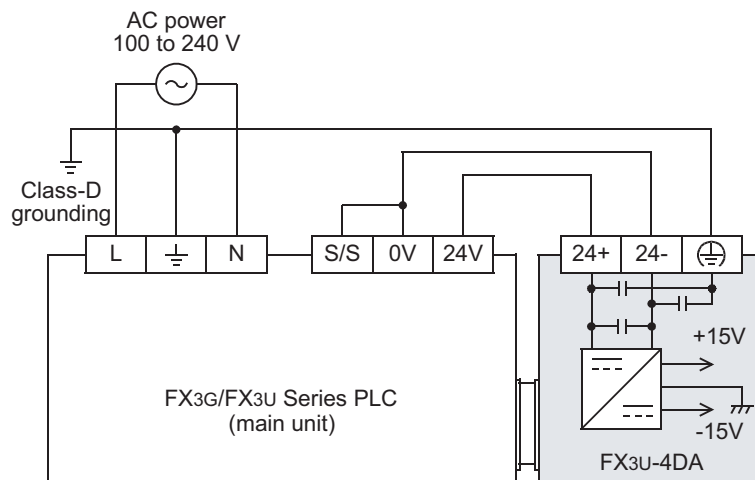 AC power
100 to 240 V
Class-D
grounding
L
N
S/S
0V
24V
24+
24-
+15V
-15V
FX3G/FX3U Series PLC
(main unit)
FX3U-4DA